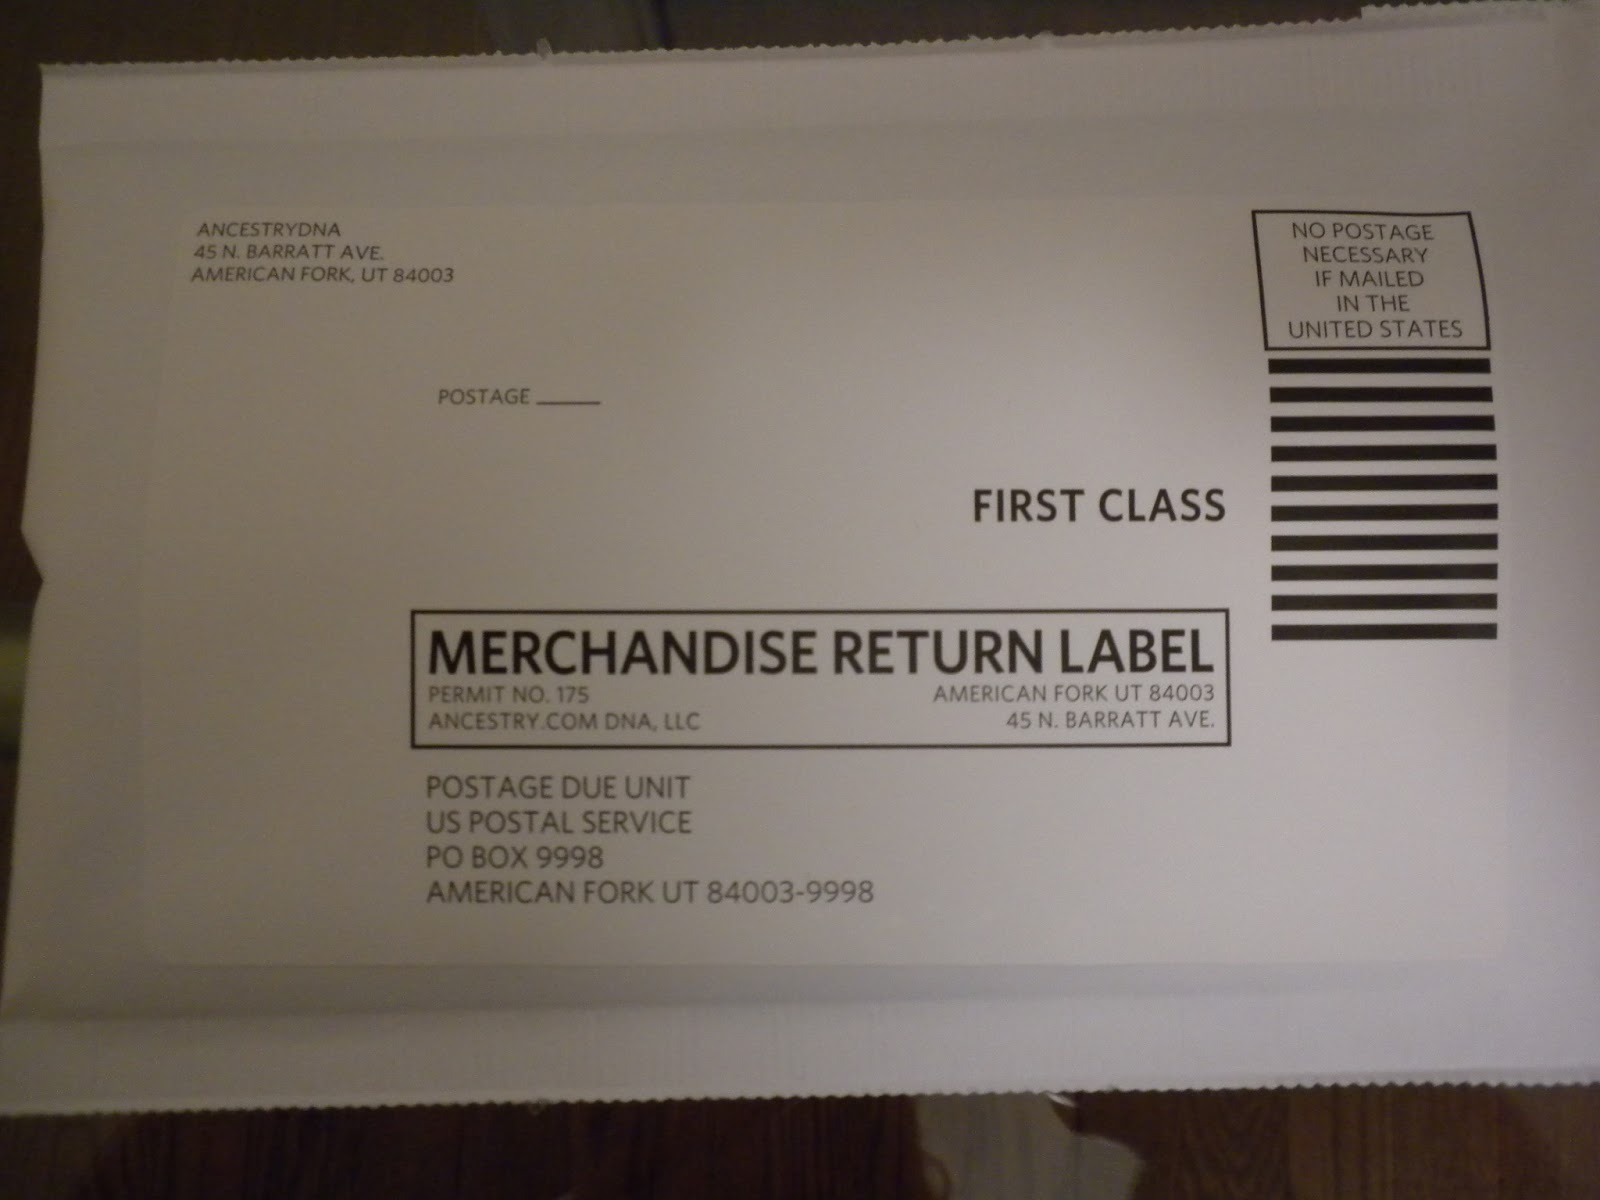 ANCESTRYDNA
45 N. BARRATT AVE.
AMERICAN FORK, UT 84003
NO POSTAGE
NECESSARY
IF MAILED
IN THE
UNITED STATES
POSTAGE _____
FIRST CLASS
MERCHANDISE RETURN LABEL
PERMIT NO. 175 AMERICAN FORK UT 84003
ANCESTRY.COM DNA, LLC 45 N. BARRATT AVE.
POSTAGE DUE UNIT
US POSTAL SERVICE
PO BOX 9998
AMERICAN FORK UT 84003-9998